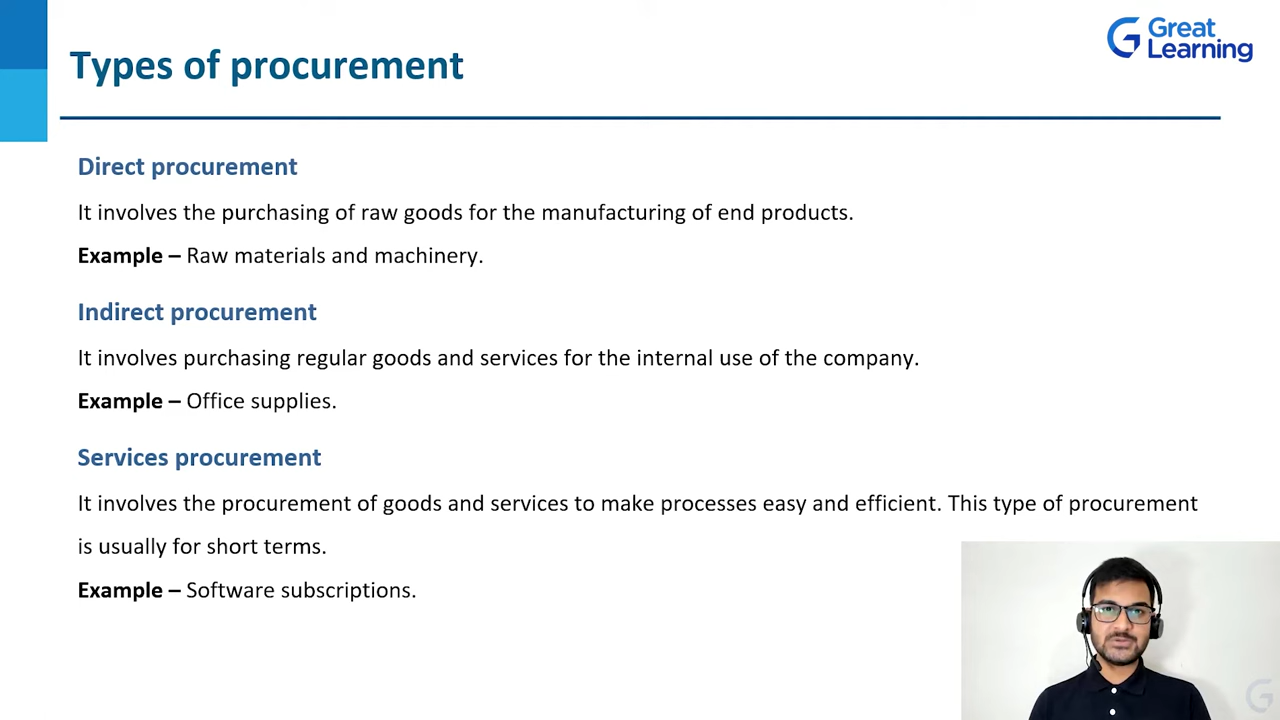 Types of procurement
Great
Learning
Direct procurement
It involves the purchasing of raw goods for the manufacturing of end products.
Example – Raw materials and machinery.
Indirect procurement
It involves purchasing regular goods and services for the internal use of the company.
Example – Office supplies.
Services procurement
It involves the procurement of goods and services to make processes easy and efficient. This type of procurement
is usually for short terms.
Example – Software subscriptions.